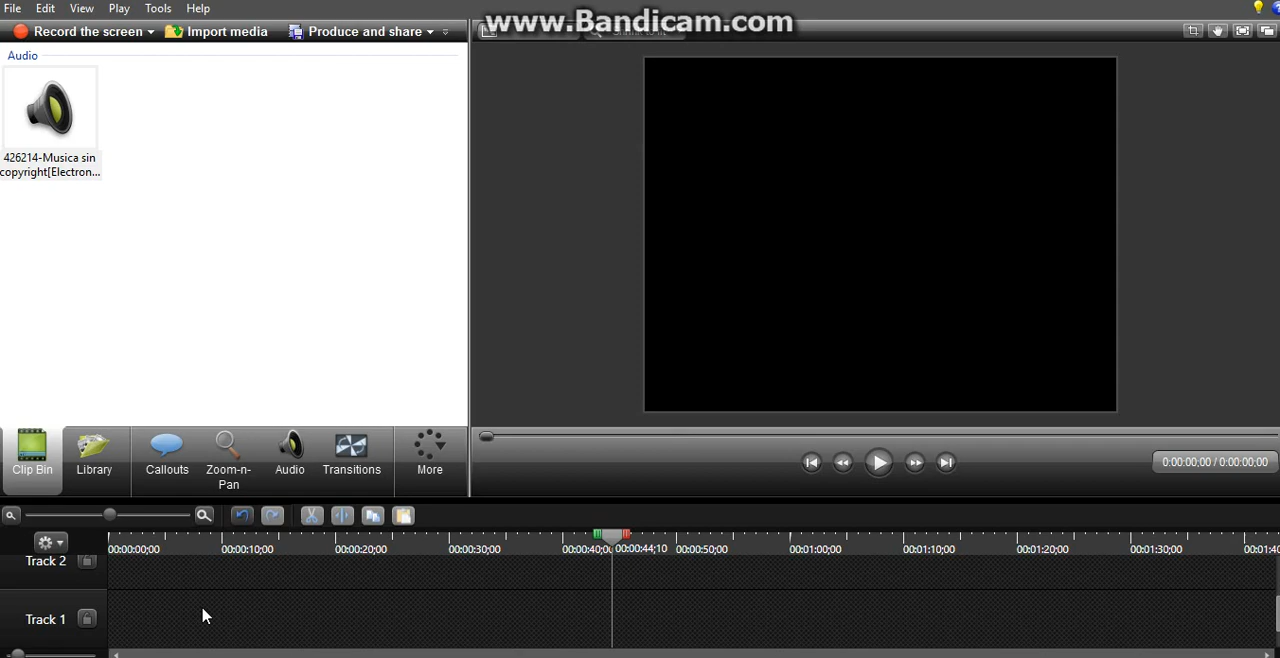 File Edit View Play Tools Help
www.Bandicam.com
Record the screen Import media Produce and share
Audio
426214-Musica sin
copyright[Electron...
Clip Bin Library Callouts Zoom-n-Pan Audio Transitions More
0:00:00;00 / 0:00:00;00
00:00:00;00 00:00:10;00 00:00:20;00 00:00:30;00 00:00:40;0 00:00:44;10 00:00:50;00 00:01:00;00 00:01:10;00 00:01:20;00 00:01:30;00 00:01:40
Track 2
Track 1